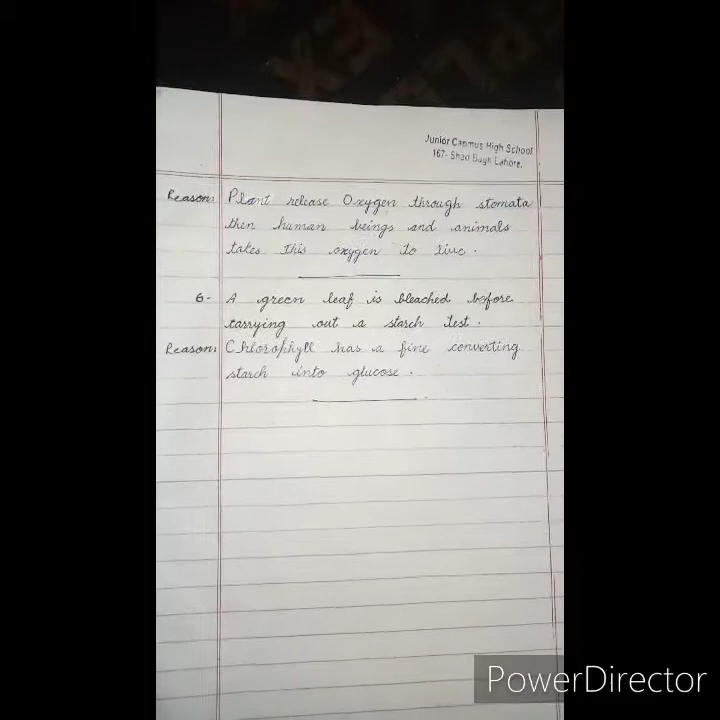 Junior Campus High School
167- Shad Bagh Lahore.
Reason: Plant release Oxygen through stomata
then human beings and animals
takes this oxygen to live.
6- A green leaf is bleached before
carrying out a starch test.
Reason: Chlorophyll has a fine converting
starch into glucose.
PowerDirector